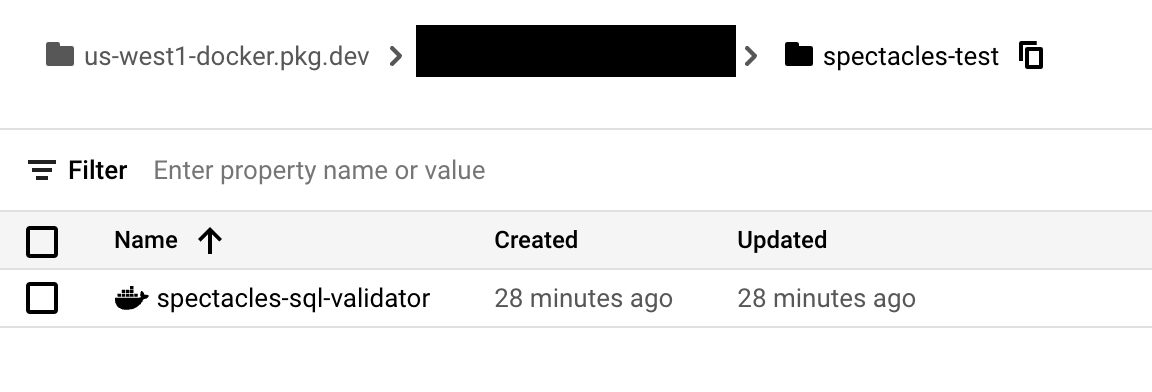 us-west1-docker.pkg.dev spectacles-test
Filter Enter property name or value
Name Created Updated
spectacles-sql-validator 28 minutes ago 28 minutes ago